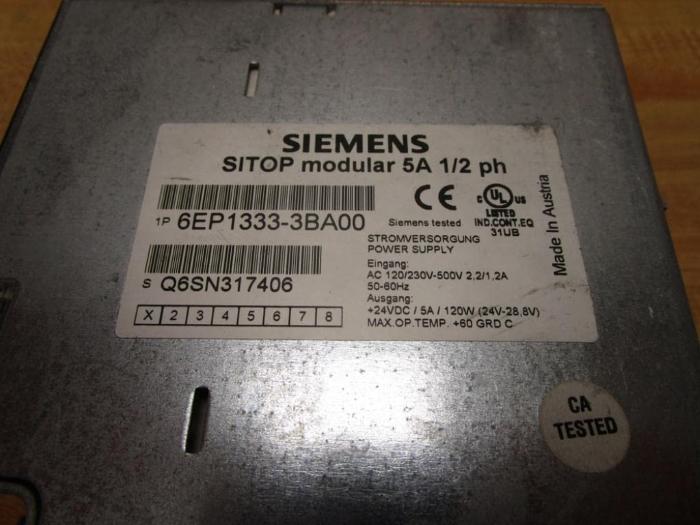 SIEMENS
SITOP modular 5A 1/2 ph
1P 6EP1333-3BA00
S Q6SN317406
X 2 3 4 5 6 7 8
CE
Siemens tested
C UL US
LISTED
IND.CONT.EQ
31UB
STROMVERSORGUNG
POWER SUPPLY
Eingang:
AC 120/230V-500V 2,2/1,2A
50-60Hz
Ausgang:
+24VDC / 5A / 120W (24V-28,8V)
MAX.OP.TEMP. +60 GRD C
Made In Austria
CA
TESTED